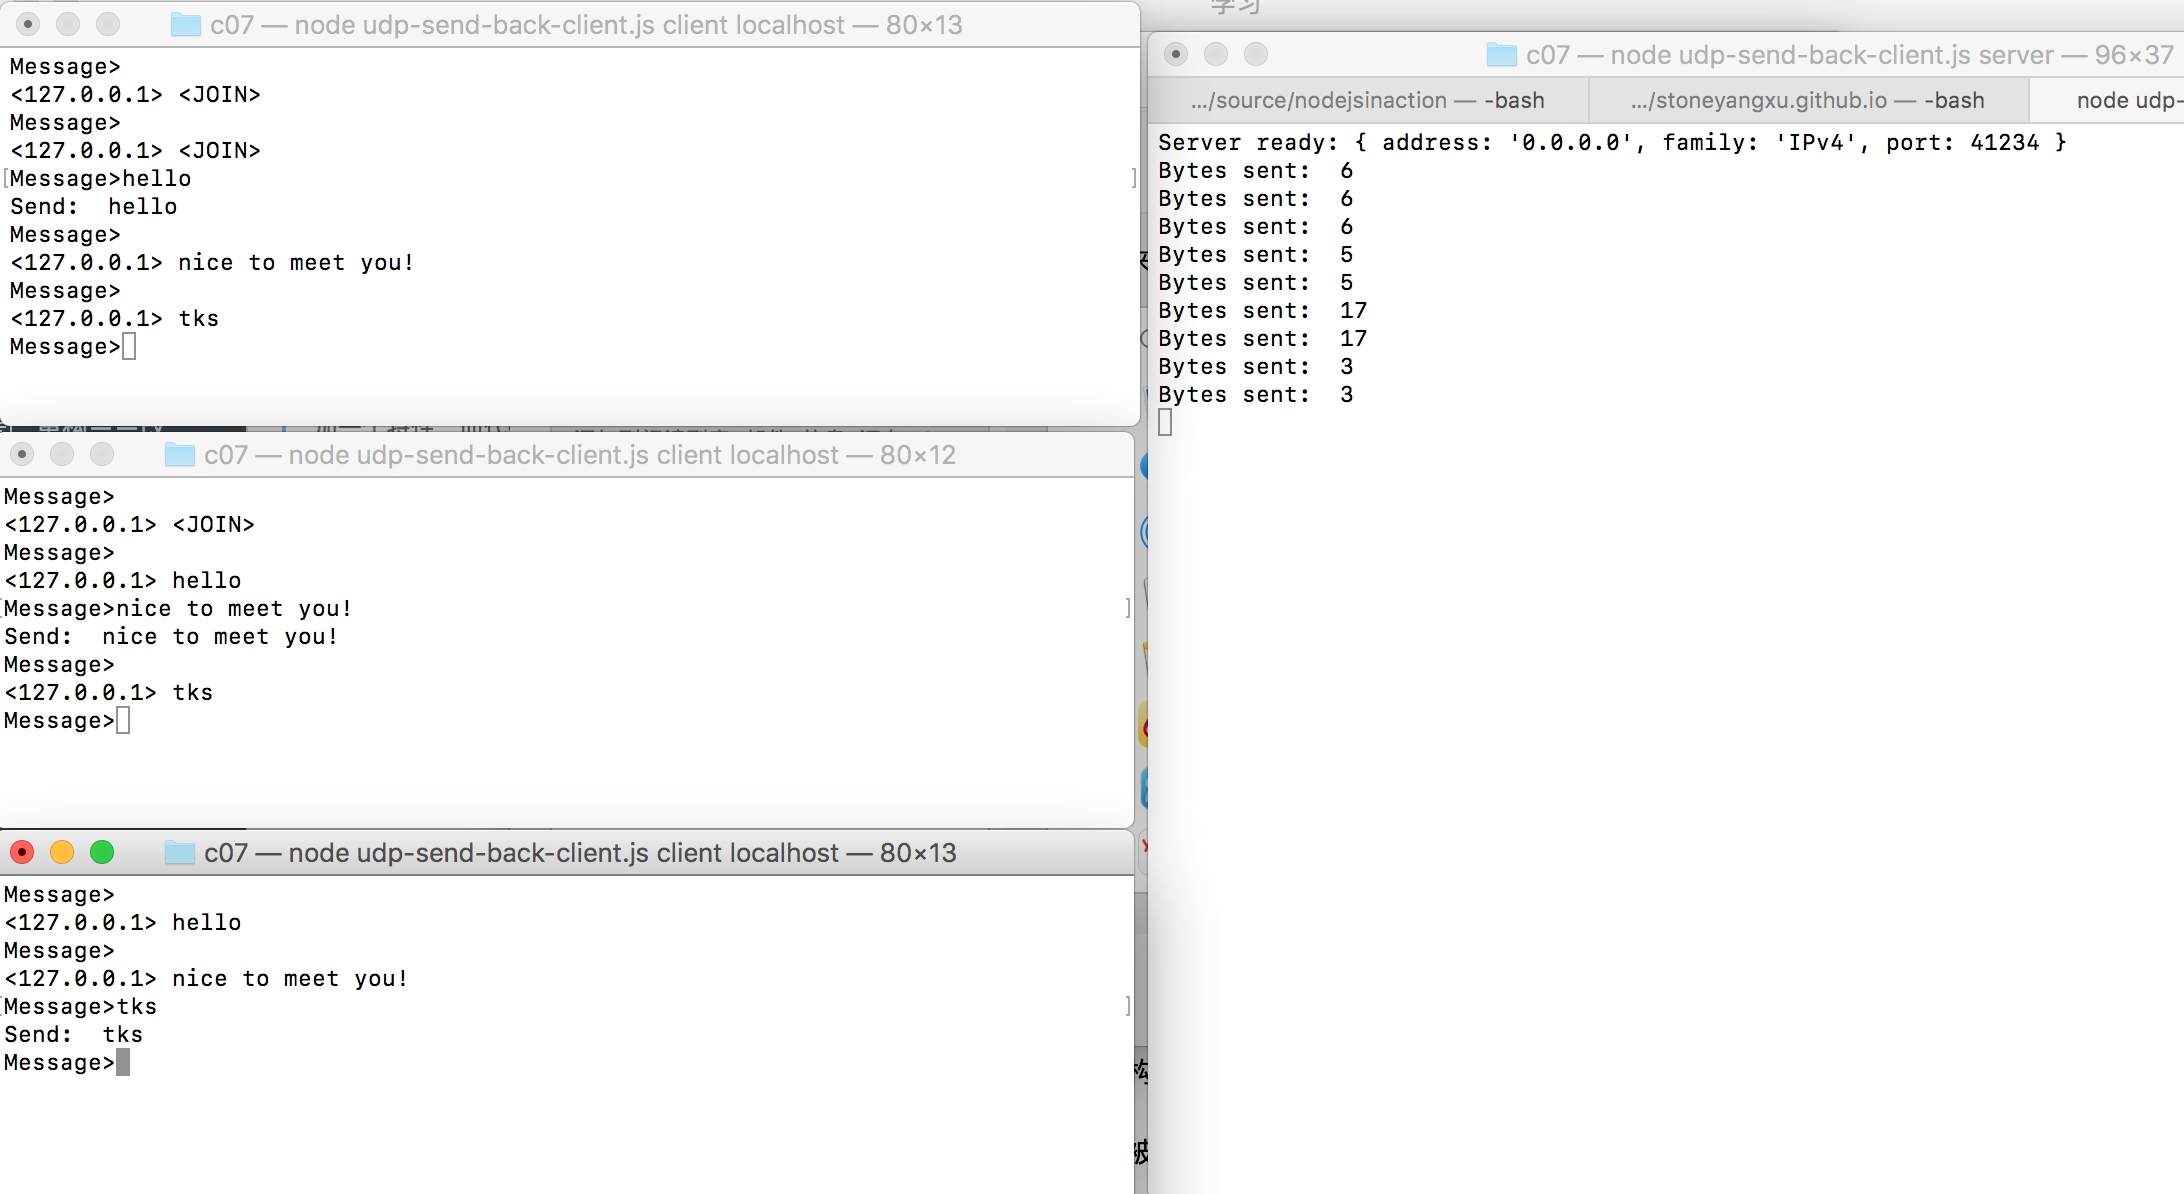 c07 — node udp-send-back-client.js client localhost — 80×13
Message>
<127.0.0.1> <JOIN>
Message>
<127.0.0.1> <JOIN>
[Message>hello ]
Send:  hello
Message>
<127.0.0.1> nice to meet you!
Message>
<127.0.0.1> tks
Message>
c07 — node udp-send-back-client.js client localhost — 80×12
Message>
<127.0.0.1> <JOIN>
Message>
<127.0.0.1> hello
[Message>nice to meet you! ]
Send:  nice to meet you!
Message>
<127.0.0.1> tks
Message>
c07 — node udp-send-back-client.js client localhost — 80×13
Message>
<127.0.0.1> hello
Message>
<127.0.0.1> nice to meet you!
[Message>tks ]
Send:  tks
Message>
学习
c07 — node udp-send-back-client.js server — 96×37
.../source/nodejsinaction — -bash
.../stoneyangxu.github.io — -bash
node udp-
Server ready: { address: '0.0.0.0', family: 'IPv4', port: 41234 }
Bytes sent:  6
Bytes sent:  6
Bytes sent:  6
Bytes sent:  5
Bytes sent:  5
Bytes sent:  17
Bytes sent:  17
Bytes sent:  3
Bytes sent:  3